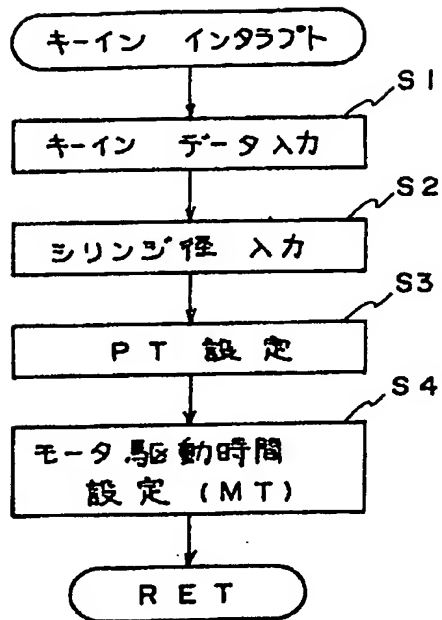 キーイン インタラプト
S1
キーイン データ入力
S2
シリンジ径 入力
S3
PT 設定
S4
モータ駆動時間
設定(MT)
RET